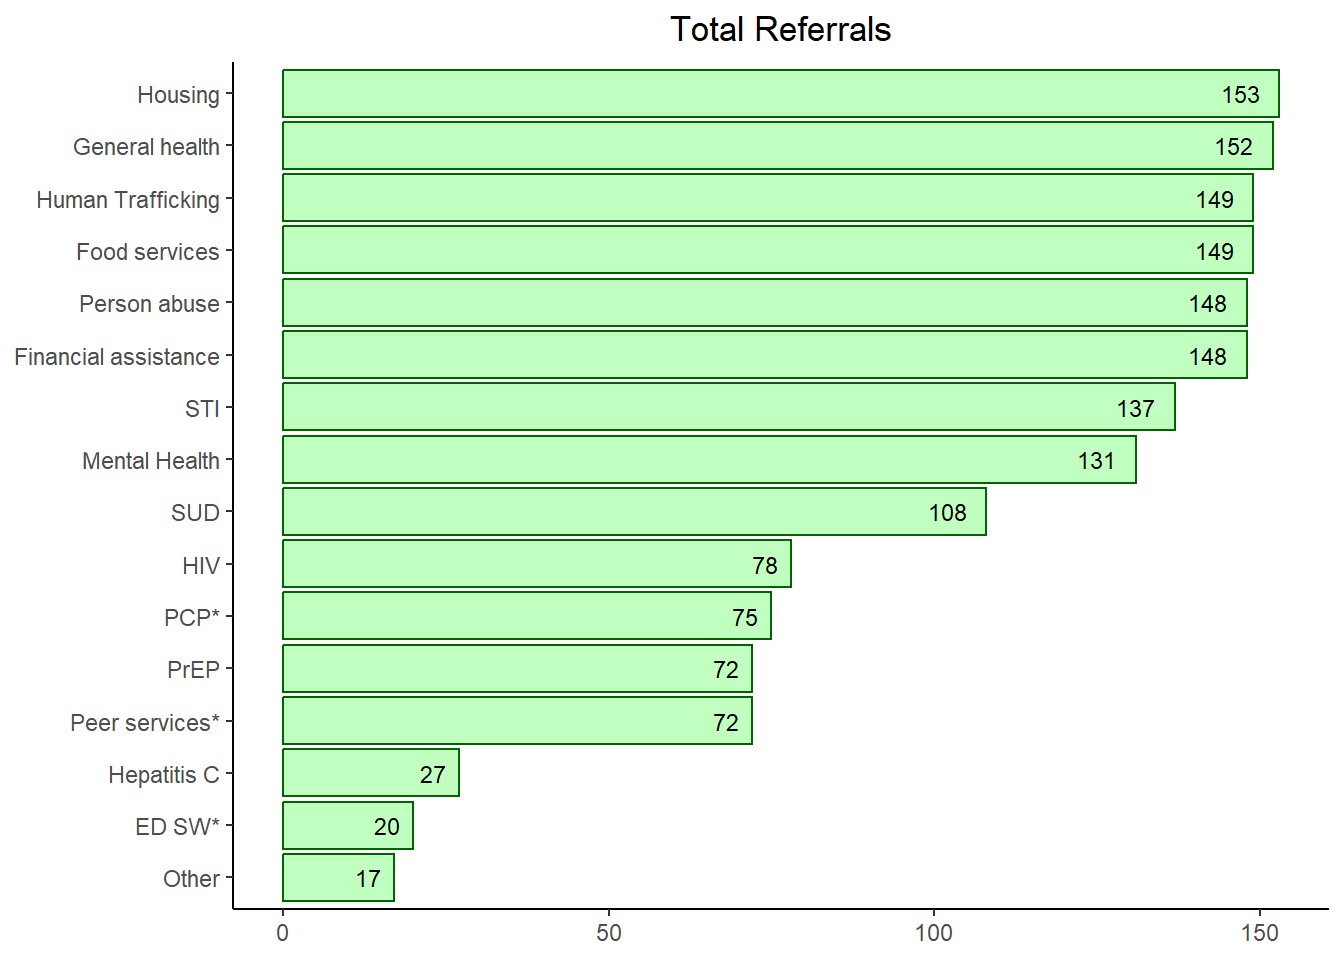 Total Referrals
Housing 153
General health 152
Human Trafficking 149
Food services 149
Person abuse 148
Financial assistance 148
STI 137
Mental Health 131
SUD 108
HIV 78
PCP* 75
PrEP 72
Peer services* 72
Hepatitis C 27
ED SW* 20
Other 17
0 50 100 150